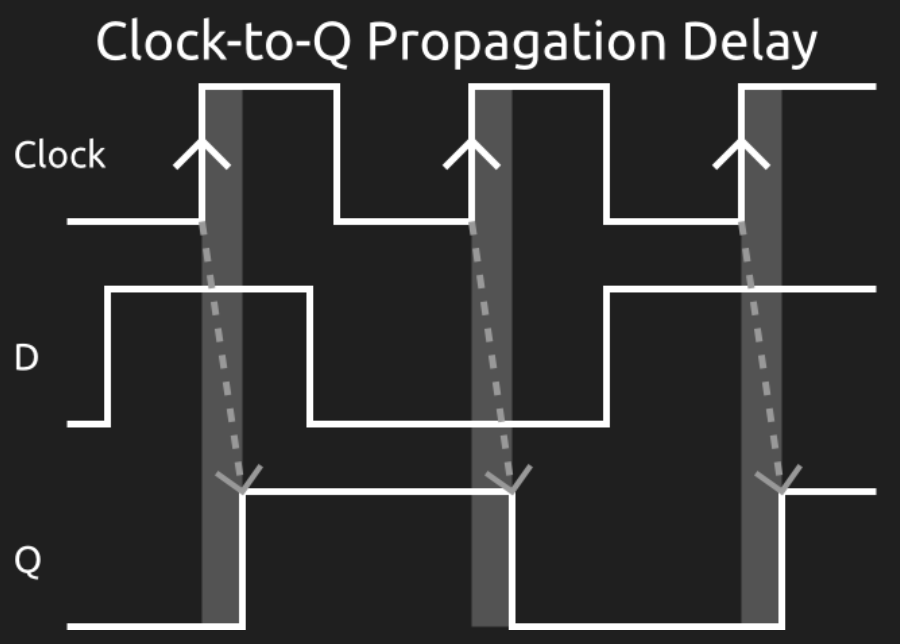 Clock-to-Q Propagation Delay
Clock
D
Q